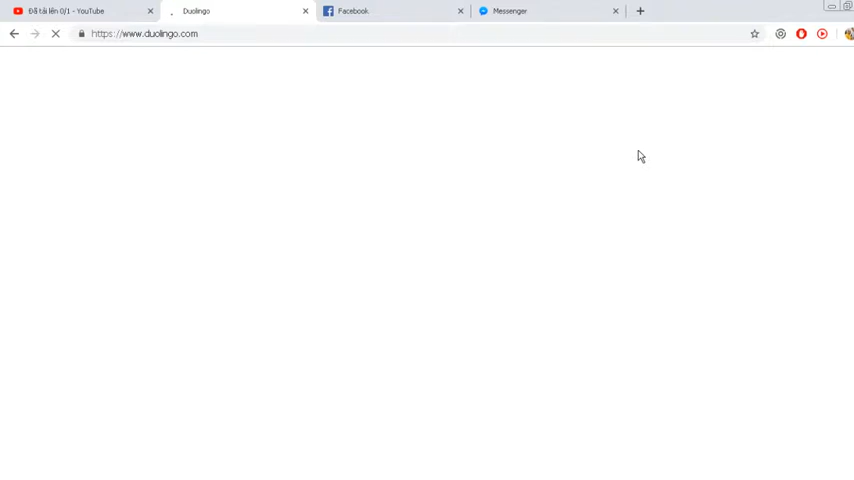 Đã tải lên 0/1 - YouTube
Duolingo
Facebook
Messenger
https://www.duolingo.com